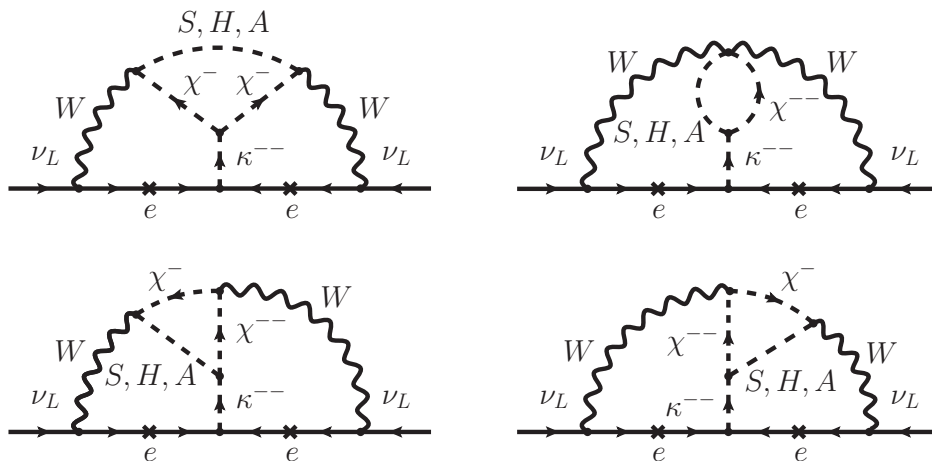 S, H, A
χ⁻ χ⁻
W W
ν_L κ⁻⁻ ν_L
e e
W W
χ⁻⁻
S, H, A
ν_L κ⁻⁻ ν_L
e e
χ⁻
W
χ⁻⁻
W
S, H, A
ν_L κ⁻⁻ ν_L
e e
χ⁻
W
χ⁻⁻
W
S, H, A
ν_L κ⁻⁻ ν_L
e e